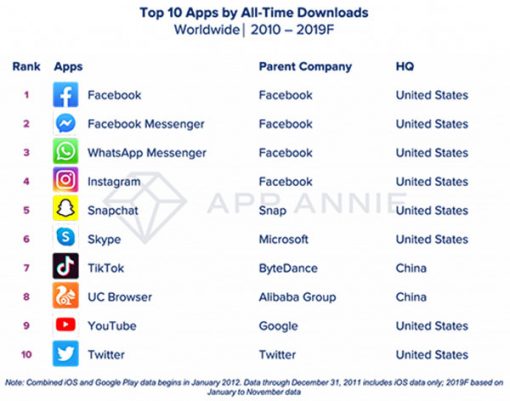 Top 10 Apps by All-Time Downloads
Worldwide| 2010 – 2019F
Rank Apps Parent Company HQ
1 Facebook Facebook United States
2 Facebook Messenger Facebook United States
3 WhatsApp Messenger Facebook United States
4 Instagram Facebook United States
5 Snapchat Snap United States
APP ANNIE
6 Skype Microsoft United States
7 TikTok ByteDance China
8 UC Browser Alibaba Group China
9 YouTube Google United States
10 Twitter Twitter United States
Note: Combined iOS and Google Play data begins in January 2012. Data through December 31, 2011 includes iOS data only; 2019F based on
January to November data